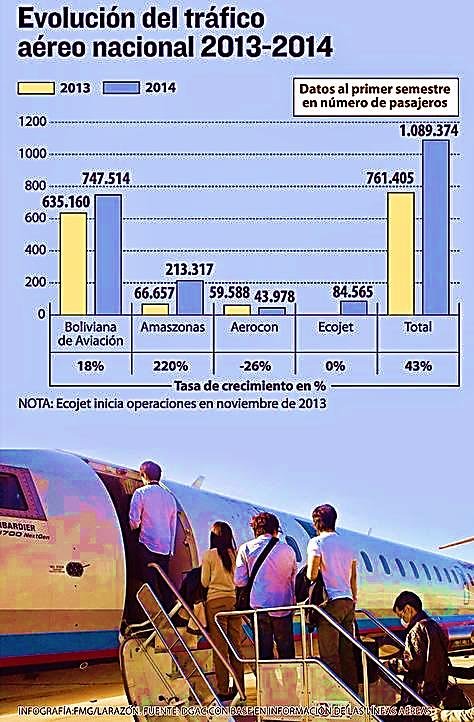 Evolución del tráfico
aéreo nacional 2013-2014
2013 2014
Datos al primer semestre
en número de pasajeros
1200
1000
800
600
400
200
0
635.160 747.514
66.657 213.317
59.588 43.978
84.565
761.405 1.089.374
Boliviana de Aviación
Amaszonas
Aerocon
Ecojet
Total
18% 220% -26% 0% 43%
Tasa de crecimiento en %
NOTA: Ecojet inicia operaciones en noviembre de 2013
BARDIER
700 NextGen
INFOGRAFÍA:FMG/LARAZÓN. FUENTE: DGAC CON BASE EN INFORMACIÓN DE LAS LÍNEAS AÉREAS